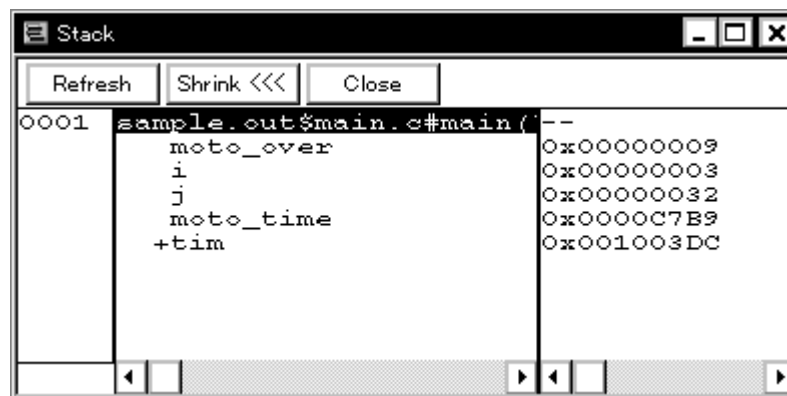 Stack
Refresh Shrink <<< Close
0001 sample.out$main.c#main( --
moto_over 0x00000009
i 0x00000003
j 0x00000032
moto_time 0x0000C7B9
+tim 0x001003DC